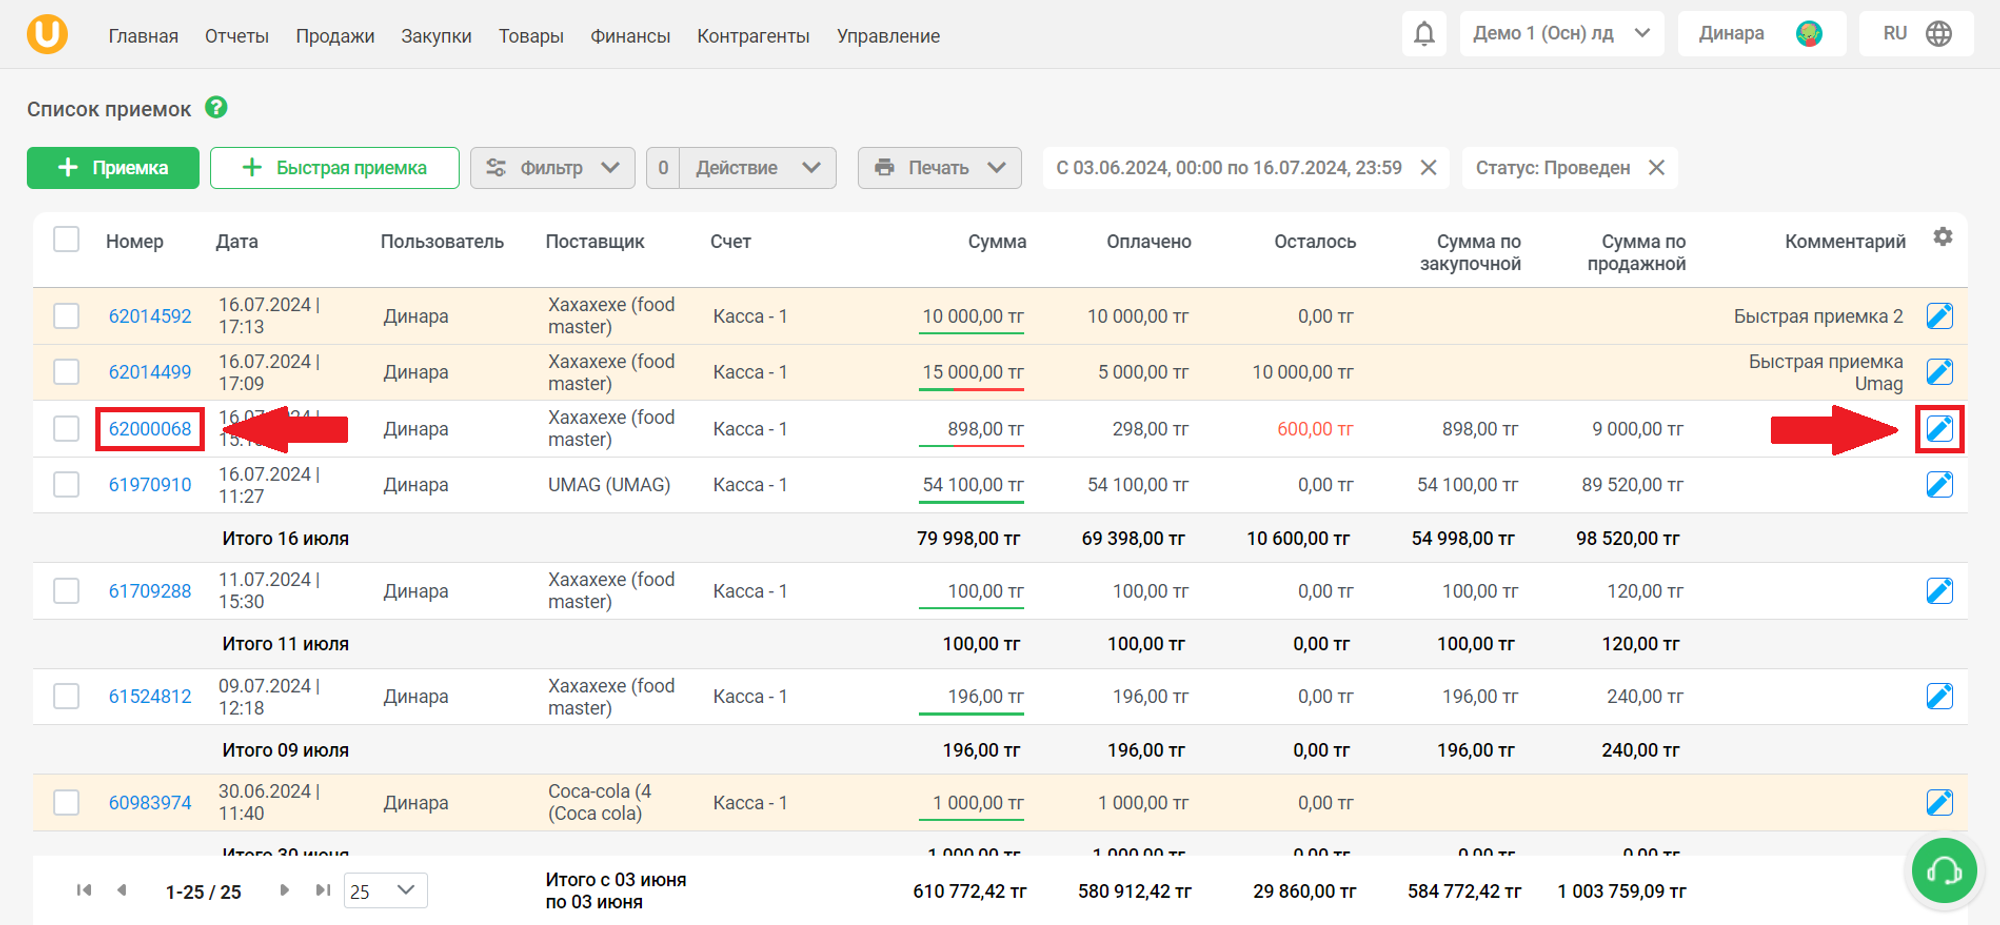 U
Главная Отчеты Продажи Закупки Товары Финансы Контрагенты Управление Демо 1 (Осн) лд Динара RU
Список приемок ?
+ Приемка + Быстрая приемка Фильтр 0 Действие Печать С 03.06.2024, 00:00 по 16.07.2024, 23:59 Статус: Проведен
Номер Дата Пользователь Поставщик Счет Сумма Оплачено Осталось Сумма по закупочной Сумма по продажной Комментарий
62014592 16.07.2024 | 17:13 Динара Хахахехе (food master) Касса - 1 10 000,00 тг 10 000,00 тг 0,00 тг Быстрая приемка 2
62014499 16.07.2024 | 17:09 Динара Хахахехе (food master) Касса - 1 15 000,00 тг 5 000,00 тг 10 000,00 тг Быстрая приемка Umag
62000068 Динара Хахахехе (food master) Касса - 1 898,00 тг 298,00 тг 600,00 тг 898,00 тг 9 000,00 тг
61970910 16.07.2024 | 11:27 Динара UMAG (UMAG) Касса - 1 54 100,00 тг 54 100,00 тг 0,00 тг 54 100,00 тг 89 520,00 тг
Итого 16 июля 79 998,00 тг 69 398,00 тг 10 600,00 тг 54 998,00 тг 98 520,00 тг
61709288 11.07.2024 | 15:30 Динара Хахахехе (food master) Касса - 1 100,00 тг 100,00 тг 0,00 тг 100,00 тг 120,00 тг
Итого 11 июля 100,00 тг 100,00 тг 0,00 тг 100,00 тг 120,00 тг
61524812 09.07.2024 | 12:18 Динара Хахахехе (food master) Касса - 1 196,00 тг 196,00 тг 0,00 тг 196,00 тг 240,00 тг
Итого 09 июля 196,00 тг 196,00 тг 0,00 тг 196,00 тг 240,00 тг
60983974 30.06.2024 | 11:40 Динара Coca-cola (4 (Coca cola) Касса - 1 1 000,00 тг 1 000,00 тг 0,00 тг
Итого 30 июня 1 000,00 тг 1 000,00 тг 0,00 тг 0,00 тг 0,00 тг
1-25 / 25 25 Итого с 03 июня по 03 июня 610 772,42 тг 580 912,42 тг 29 860,00 тг 584 772,42 тг 1 003 759,09 тг